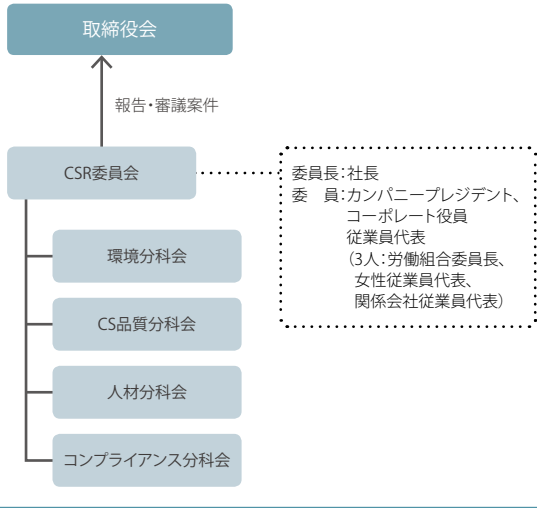 取締役会
報告・審議案件
CSR委員会
委員長：社長
委　員：カンパニープレジデント、
コーポレート役員
従業員代表
（3人：労働組合委員長、
女性従業員代表、
関係会社従業員代表）
環境分科会
CS品質分科会
人材分科会
コンプライアンス分科会